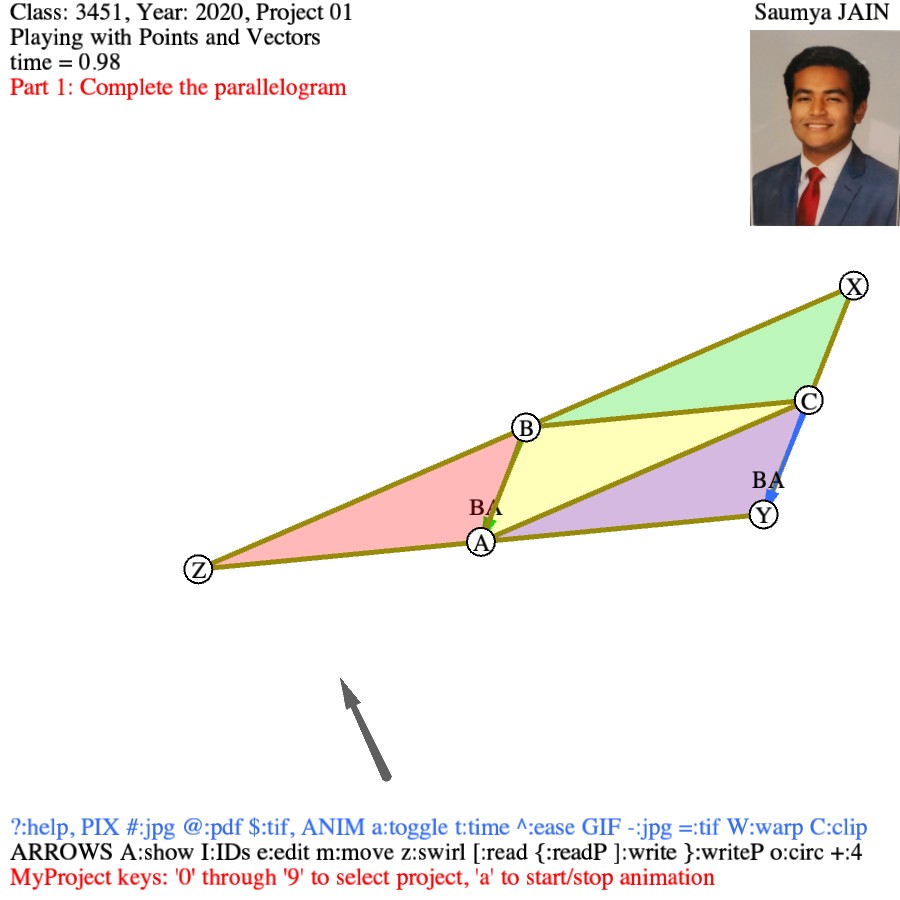 Class: 3451, Year: 2020, Project 01
Saumya JAIN
Playing with Points and Vectors
time = 0.98
Part 1: Complete the parallelogram
X
C
B
BA
BA
Y
A
Z
?:help, PIX #:jpg @:pdf $:tif, ANIM a:toggle t:time ^:ease GIF -:jpg =:tif W:warp C:clip
ARROWS A:show I:IDs e:edit m:move z:swirl [:read {:readP ]:write }:writeP o:circ +:4
MyProject keys: '0' through '9' to select project, 'a' to start/stop animation